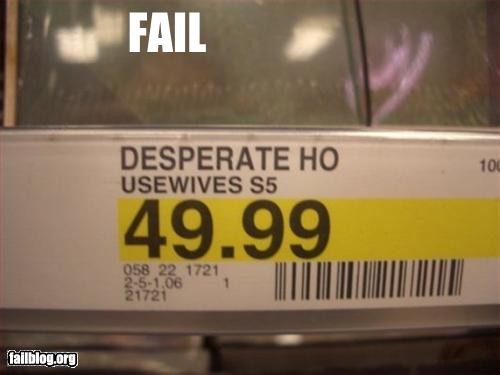 FAIL
DESPERATE HO
USEWIVES S5
49.99
058 22 1721
2-5-1.06 1
21721
failblog.org